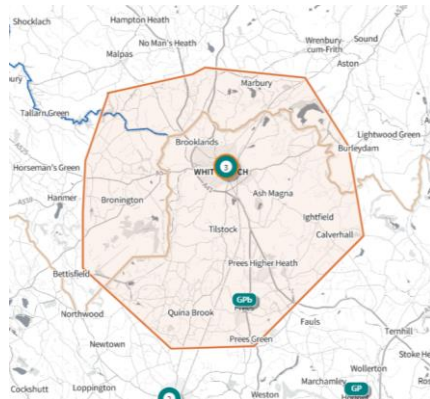 Shocklach
Hampton Heath
No Man's Heath
Wrenbury-
cum-Frith
Sound
Malpas
Aston
bury
Marbury
Tallarn Green
A525
Brooklands
Lightwood Green
Burleydam
3
WHIT CH
Horseman's Green
Ash Magna
Hanmer
Bronington
Ightfield
Calverhall
Tilstock
Bettisfield
Prees Higher Heath
GPb
Northwood
Quina Brook
Fauls
Newtown
Prees Green
Ternhill
Stoke He
Wollerton
Cockshutt
Loppington
Marchamley
GP
Weston